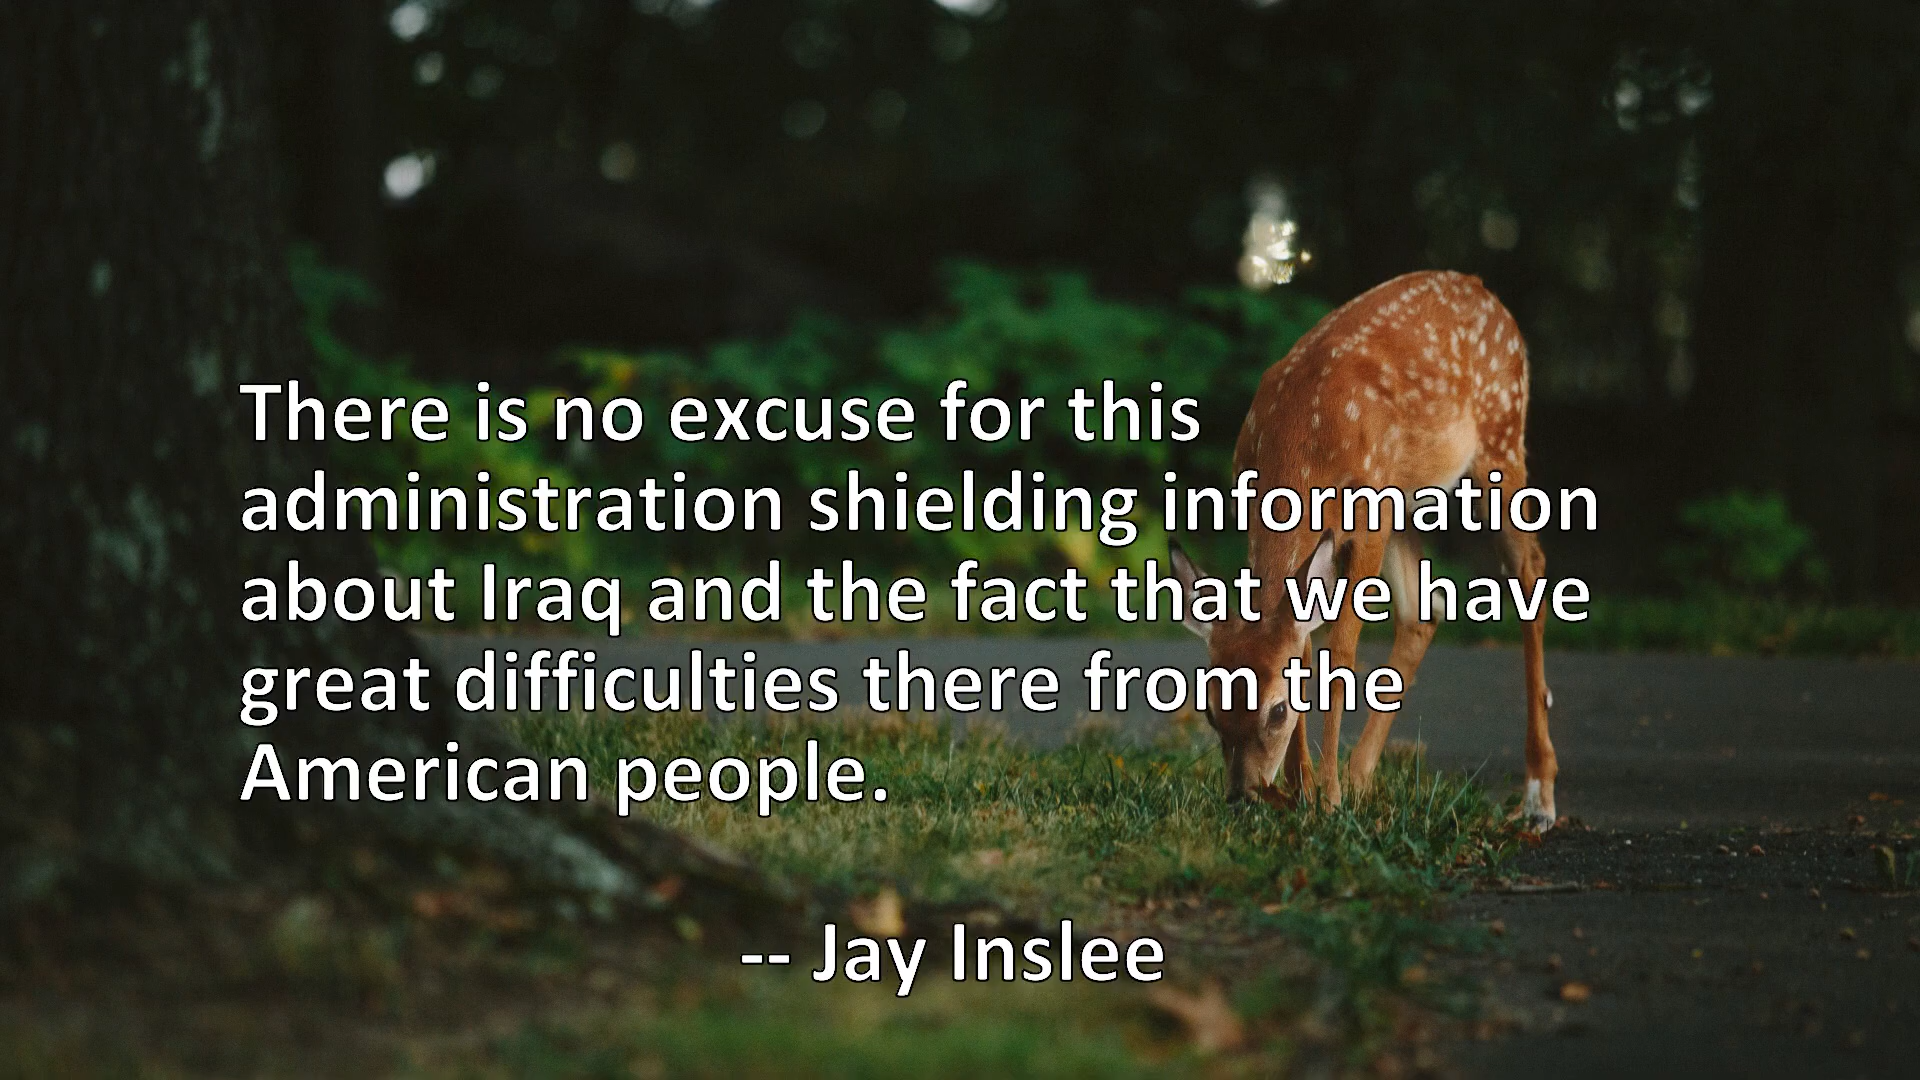 There is no excuse for this
administration shielding information
about Iraq and the fact that we have
great difficulties there from the
American people.
-- Jay Inslee